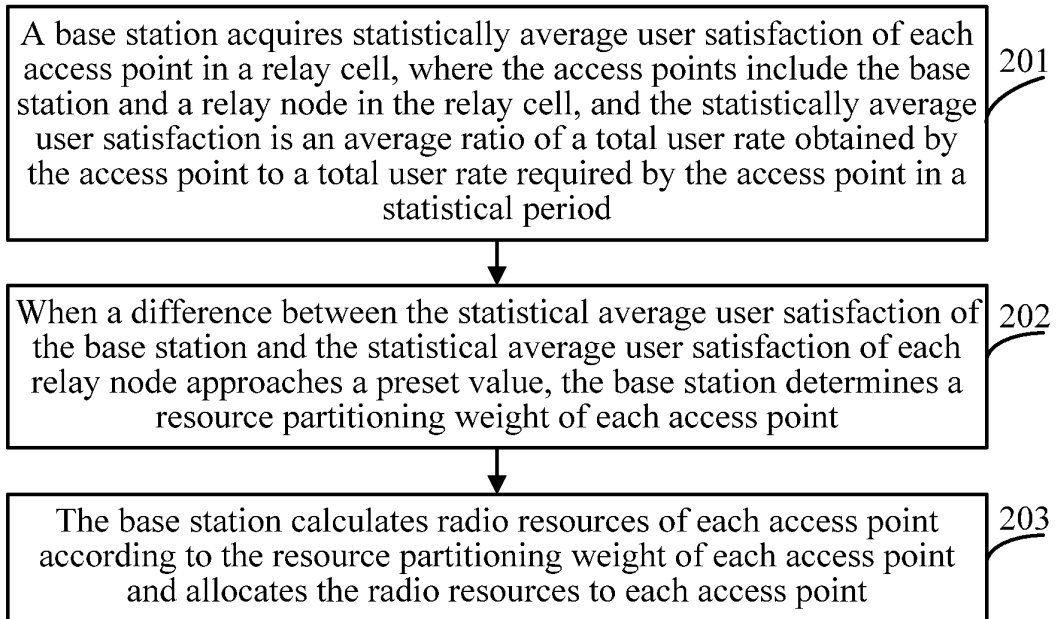 A base station acquires statistically average user satisfaction of each
access point in a relay cell, where the access points include the base
station and a relay node in the relay cell, and the statistically average
user satisfaction is an average ratio of a total user rate obtained by
the access point to a total user rate required by the access point in a
statistical period
201
When a difference between the statistical average user satisfaction of
the base station and the statistical average user satisfaction of each
relay node approaches a preset value, the base station determines a
resource partitioning weight of each access point
202
The base station calculates radio resources of each access point
according to the resource partitioning weight of each access point
and allocates the radio resources to each access point
203